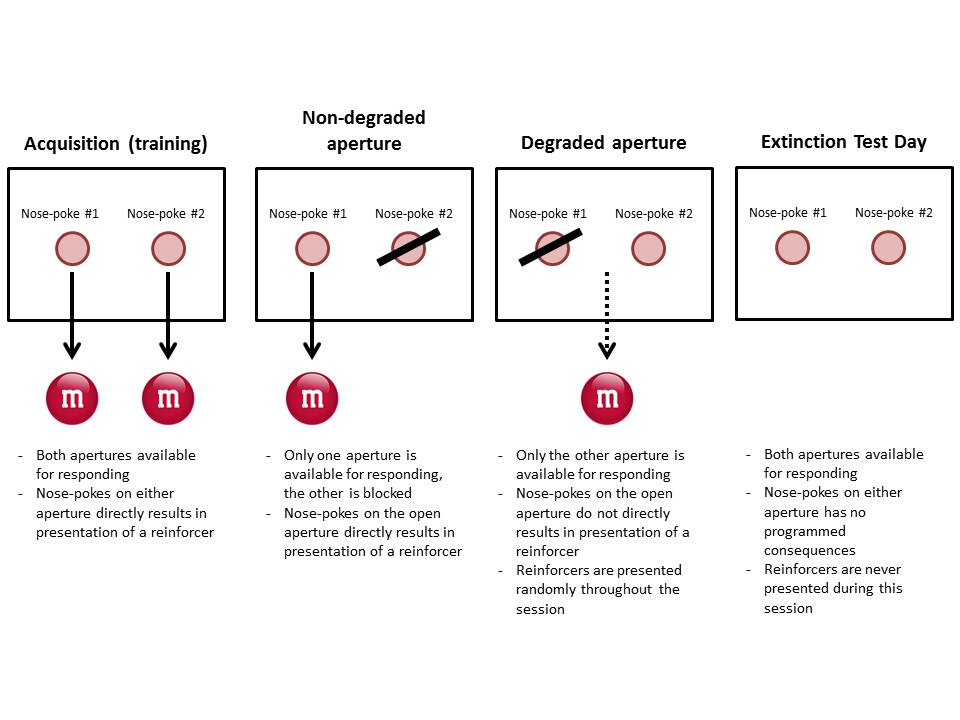 Acquisition (training)
Nose-poke #1 Nose-poke #2
m m
- Both apertures available
for responding
- Nose-pokes on either
aperture directly results in
presentation of a reinforcer
Non-degraded
aperture
Nose-poke #1 Nose-poke #2
m
- Only one aperture is
available for responding,
the other is blocked
- Nose-pokes on the open
aperture directly results in
presentation of a reinforcer
Degraded aperture
Nose-poke #1 Nose-poke #2
m
- Only the other aperture is
available for responding
- Nose-pokes on the open
aperture do not directly
results in presentation of a
reinforcer
- Reinforcers are presented
randomly throughout the
session
Extinction Test Day
Nose-poke #1 Nose-poke #2
- Both apertures available
for responding
- Nose-pokes on either
aperture has no
programmed
consequences
- Reinforcers are never
presented during this
session